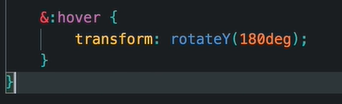 &:hover {
transform: rotateY(180deg);
}
}